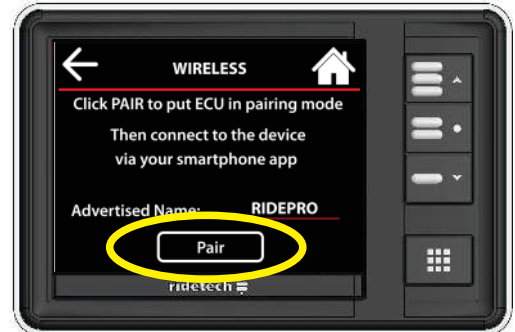 WIRELESS
Click PAIR to put ECU in pairing mode
Then connect to the device
via your smartphone app
Advertised Name: RIDEPRO
Pair
ridetech